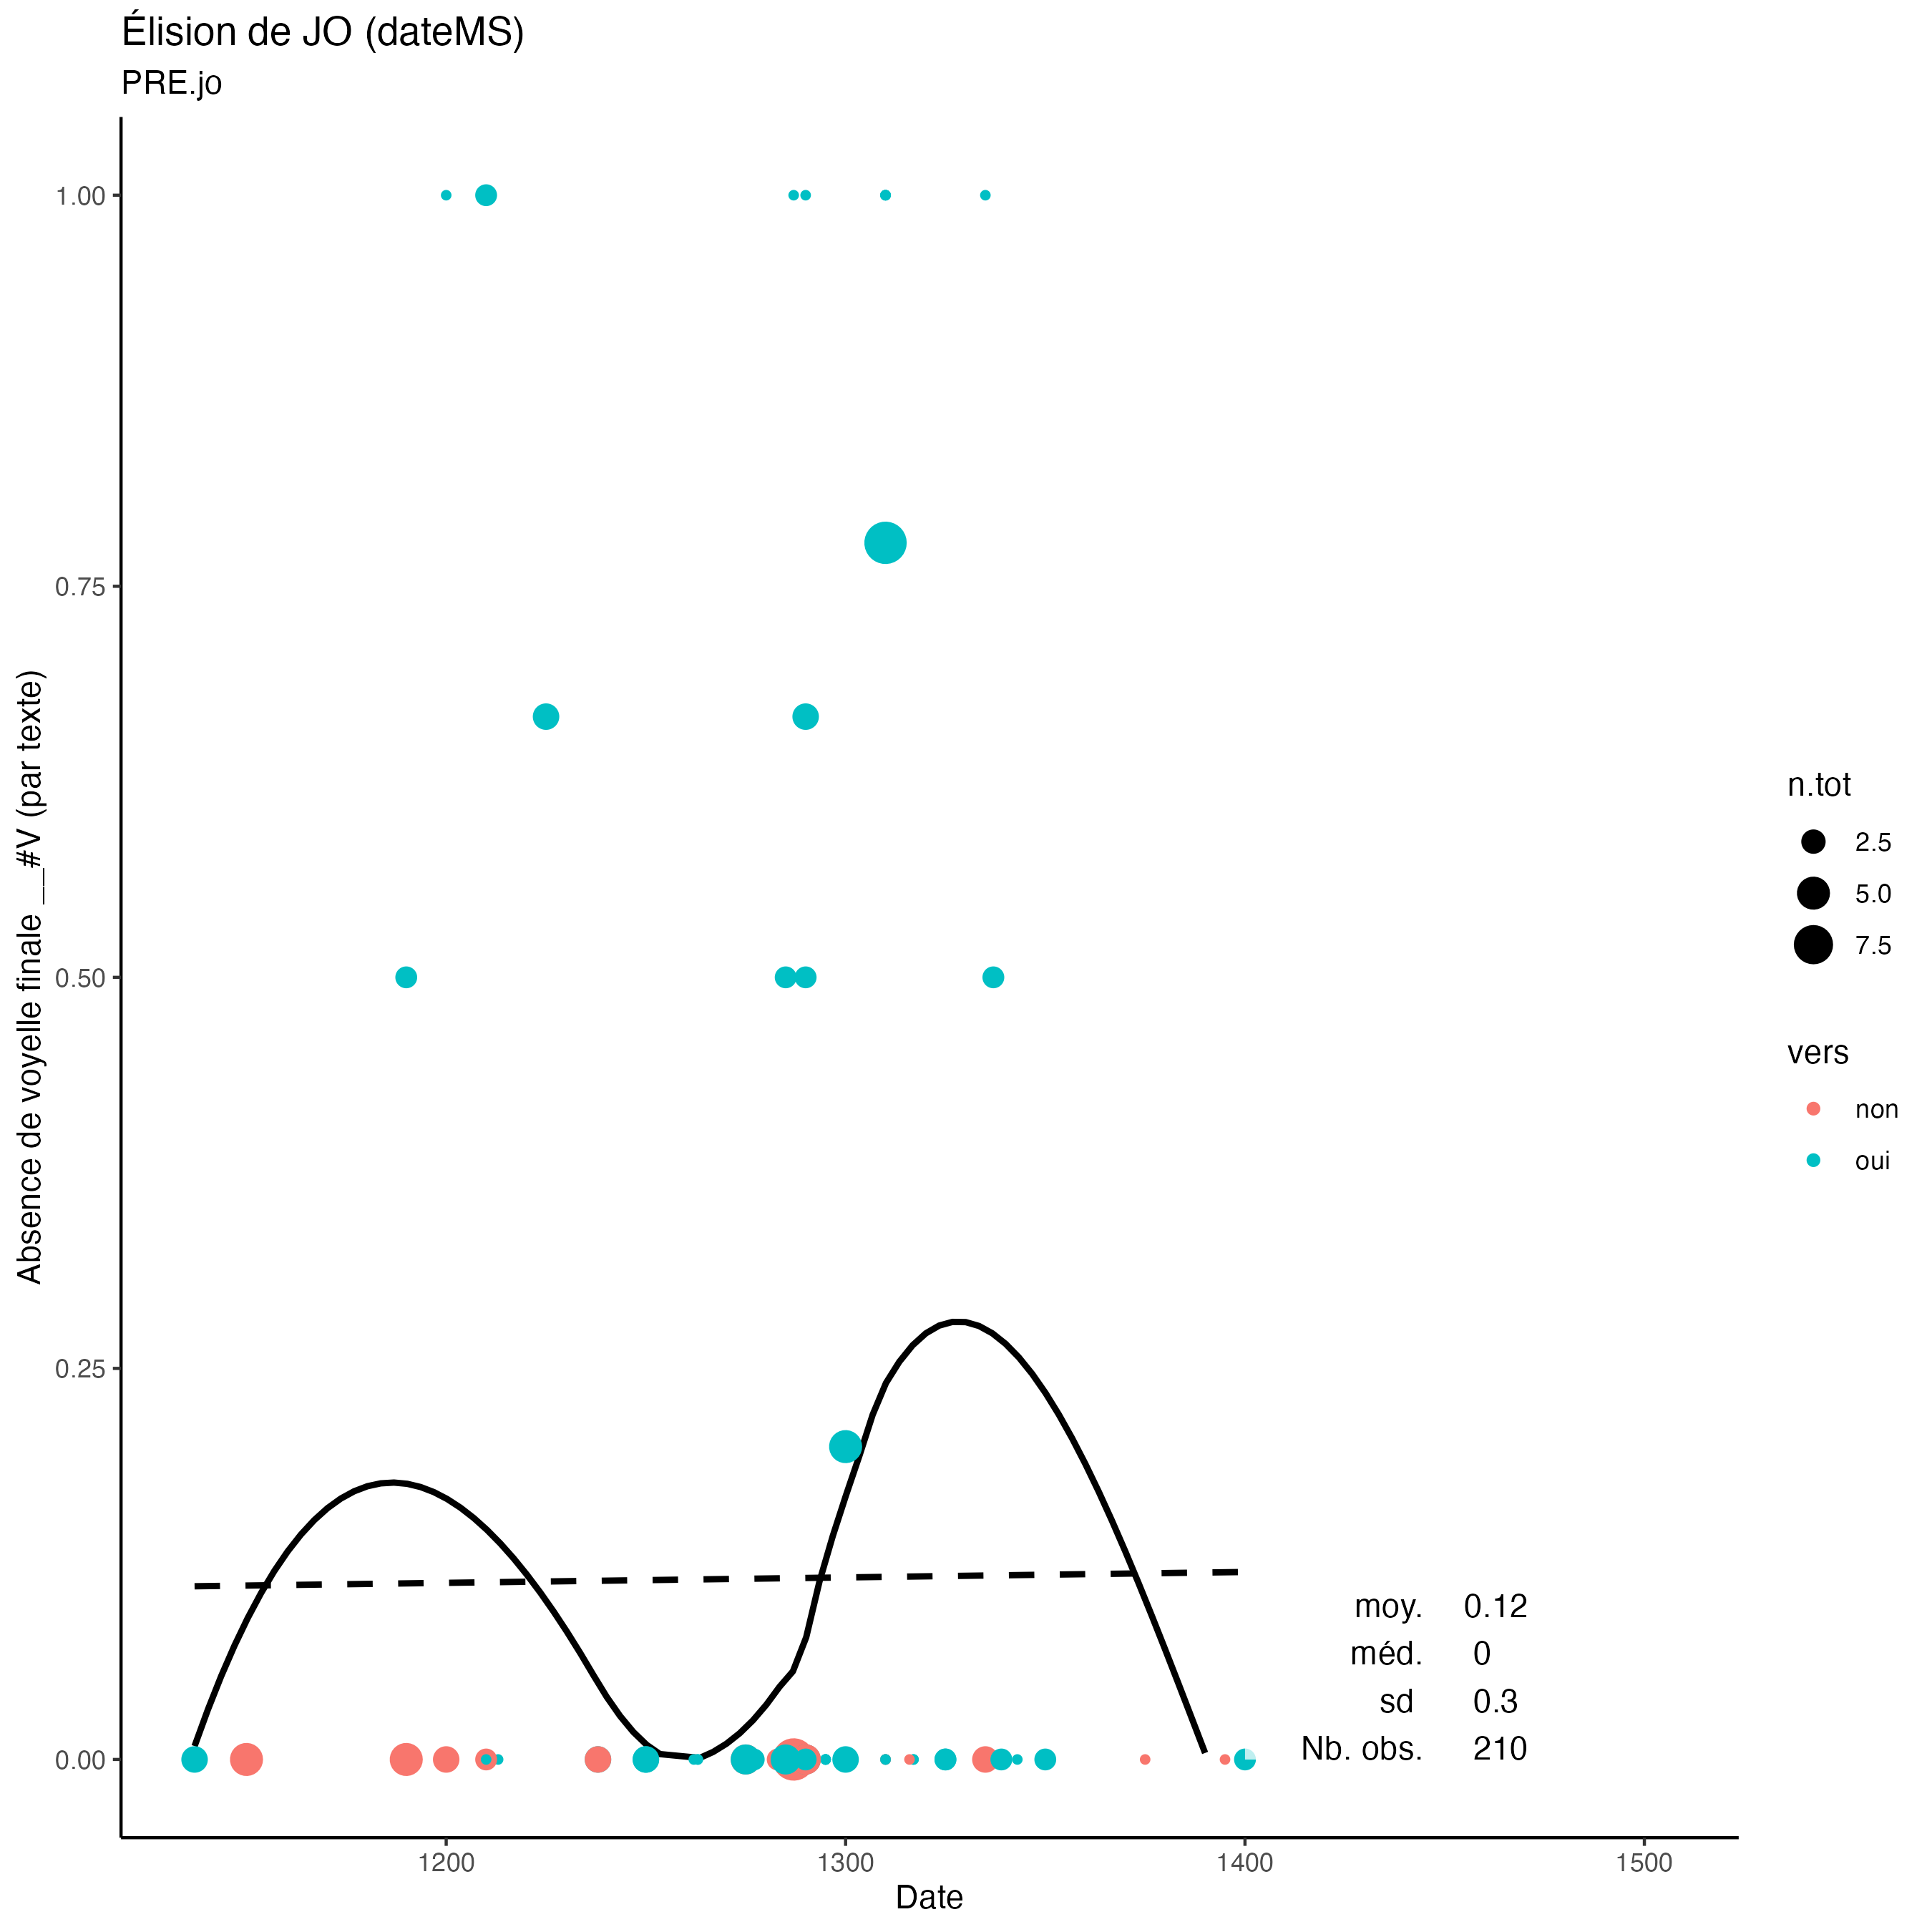 Élision de JO (dateMS)
PRE.jo
Absence de voyelle finale __#V (par texte)
1.00
0.75
0.50
0.25
0.00
moy. 0.12
méd. 0
sd 0.3
Nb. obs. 210
1200 1300 1400 1500
Date
n.tot
2.5
5.0
7.5
vers
non
oui